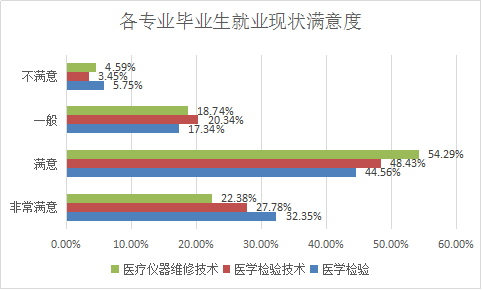 各专业毕业生就业现状满意度
不满意
4.59%
3.45%
5.75%
一般
18.74%
20.34%
17.34%
满意
54.29%
48.43%
44.56%
非常满意
22.38%
27.78%
32.35%
0.00% 10.00% 20.00% 30.00% 40.00% 50.00% 60.00%
医疗仪器维修技术 医学检验技术 医学检验